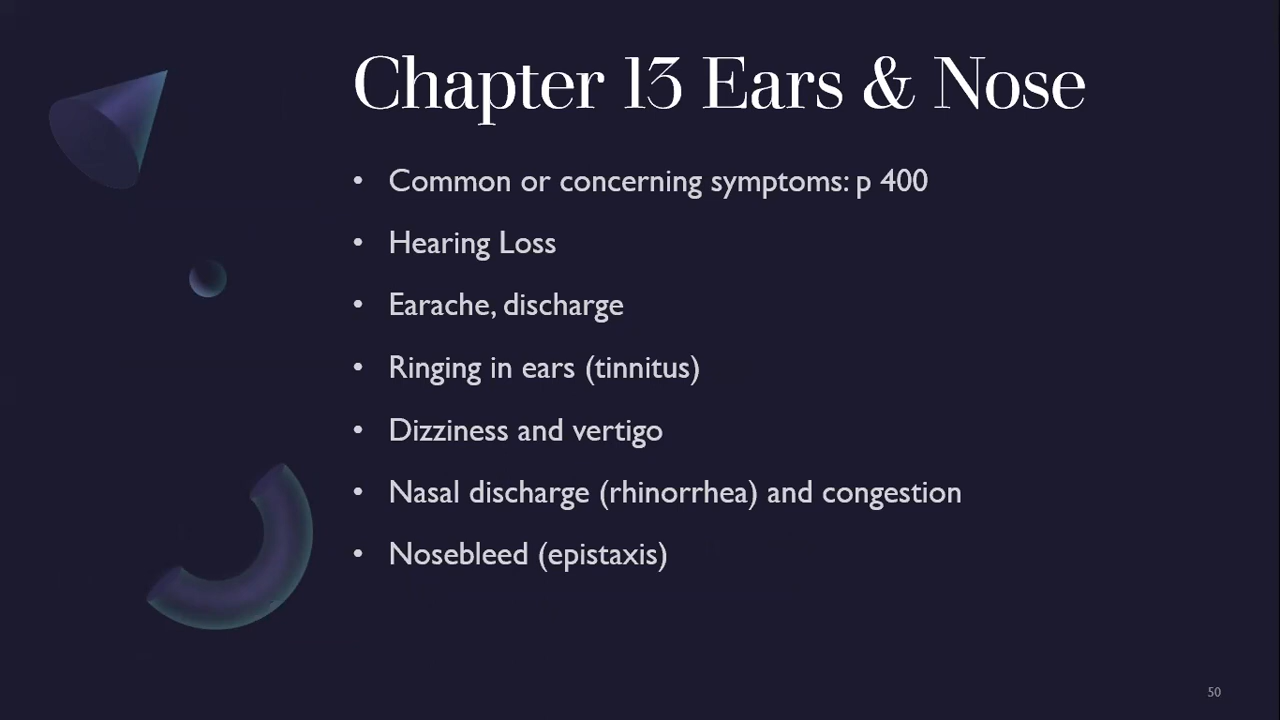 Chapter 13 Ears & Nose
• Common or concerning symptoms: p 400
• Hearing Loss
• Earache, discharge
• Ringing in ears (tinnitus)
• Dizziness and vertigo
• Nasal discharge (rhinorrhea) and congestion
• Nosebleed (epistaxis)
50